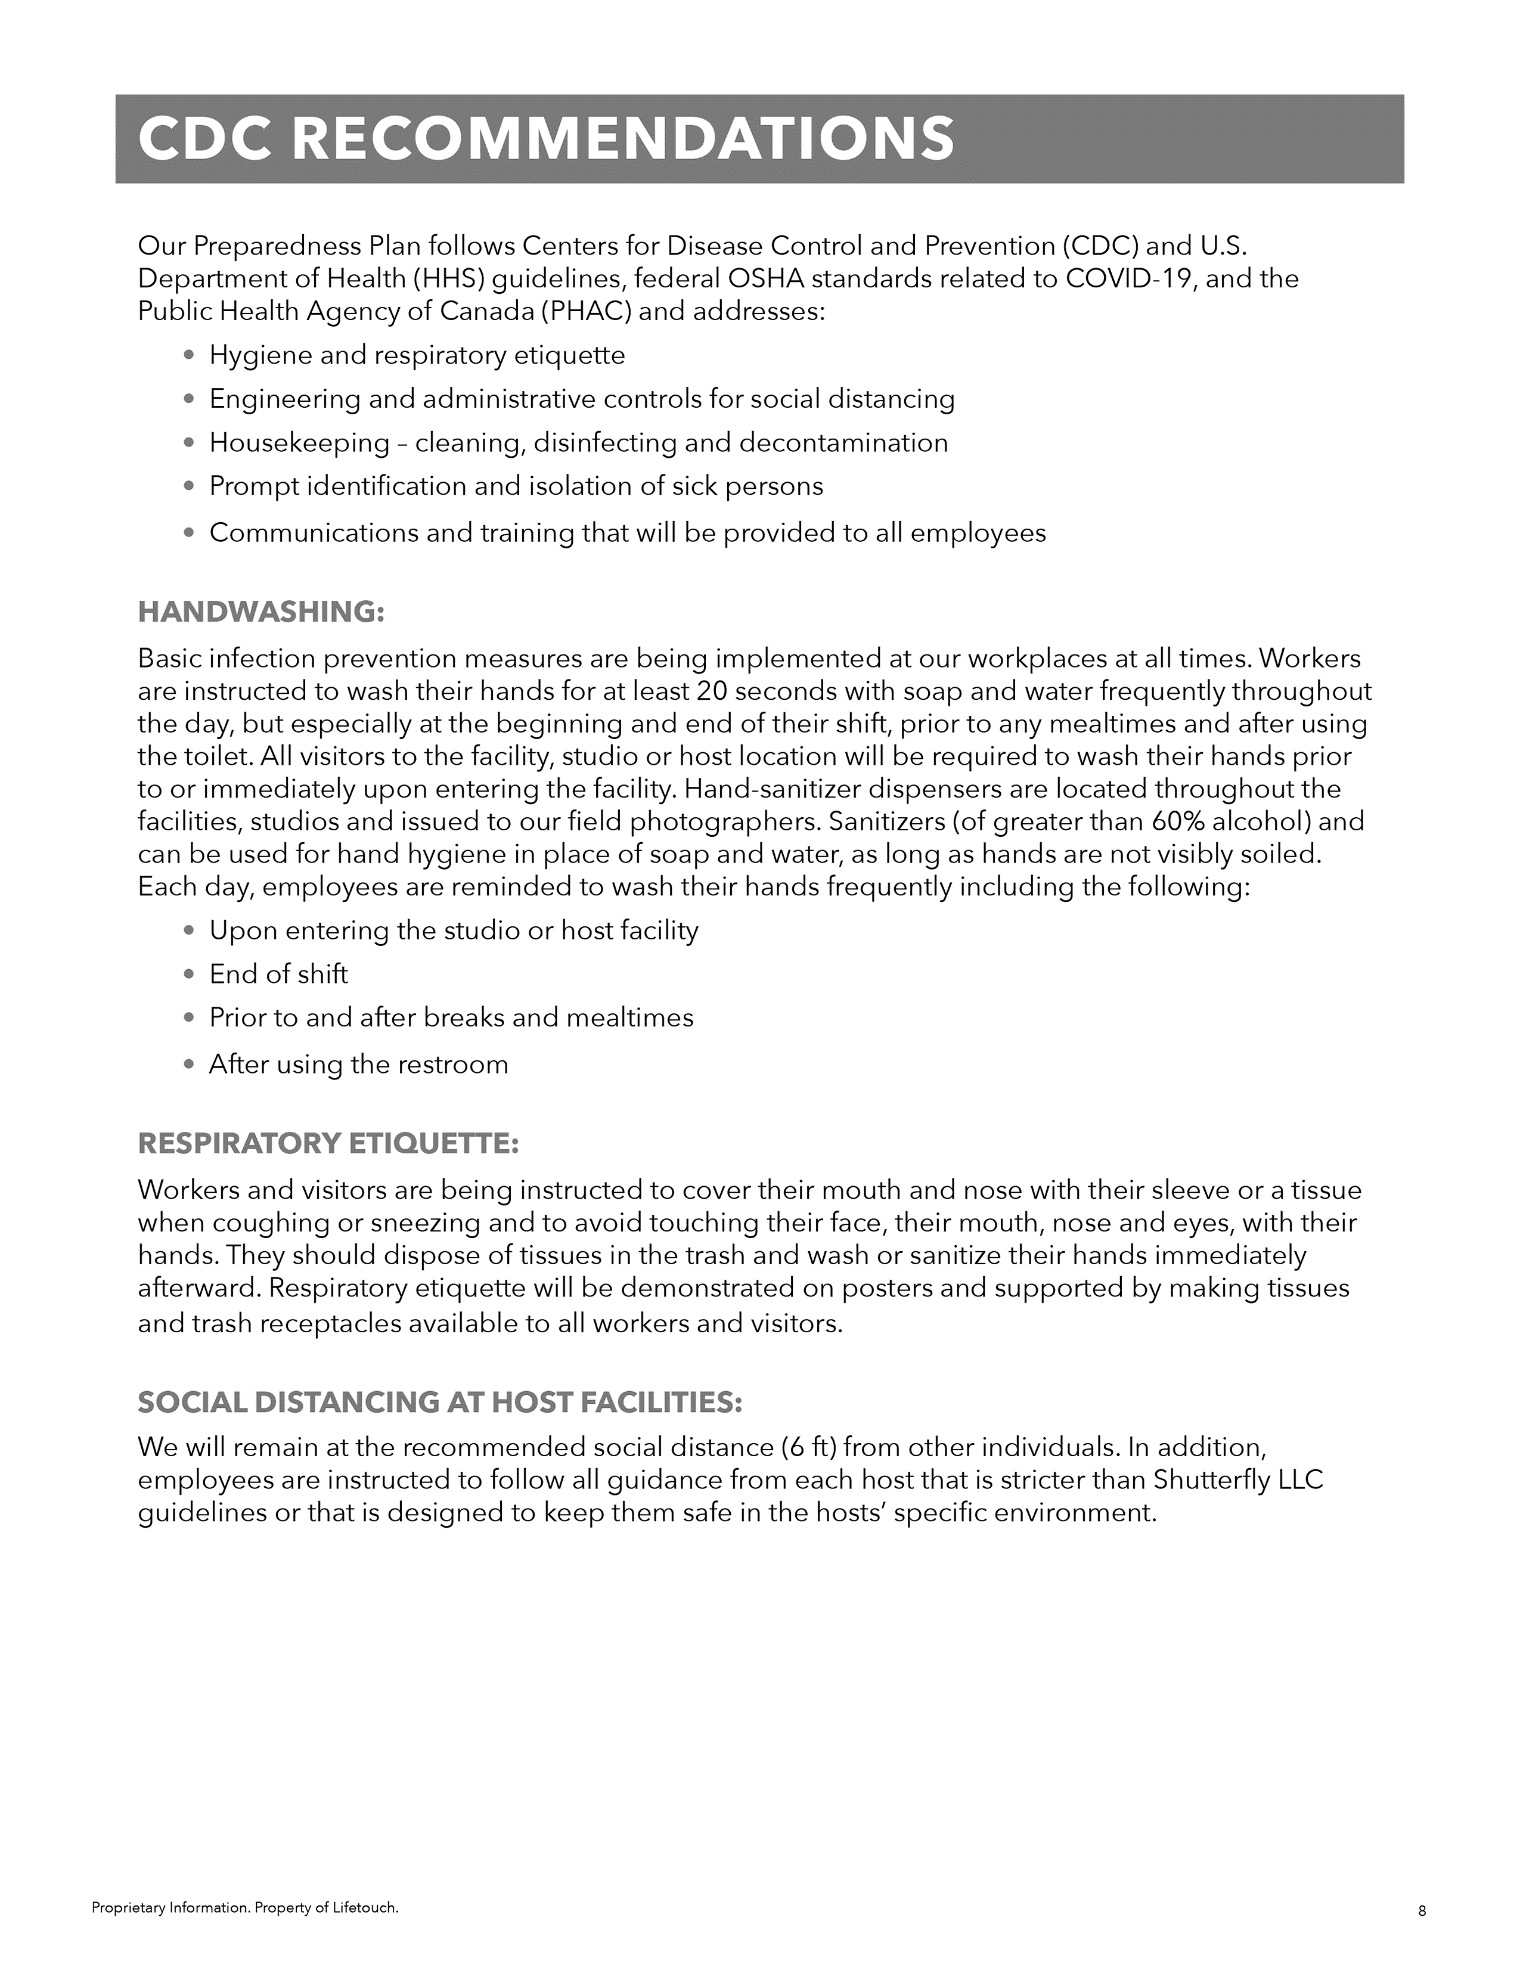 CDC RECOMMENDATIONS
Our Preparedness Plan follows Centers for Disease Control and Prevention (CDC) and U.S.
Department of Health (HHS) guidelines, federal OSHA standards related to COVID-19, and the
Public Health Agency of Canada (PHAC) and addresses:
• Hygiene and respiratory etiquette
• Engineering and administrative controls for social distancing
• Housekeeping – cleaning, disinfecting and decontamination
• Prompt identification and isolation of sick persons
• Communications and training that will be provided to all employees
HANDWASHING:
Basic infection prevention measures are being implemented at our workplaces at all times. Workers
are instructed to wash their hands for at least 20 seconds with soap and water frequently throughout
the day, but especially at the beginning and end of their shift, prior to any mealtimes and after using
the toilet. All visitors to the facility, studio or host location will be required to wash their hands prior
to or immediately upon entering the facility. Hand-sanitizer dispensers are located throughout the
facilities, studios and issued to our field photographers. Sanitizers (of greater than 60% alcohol) and
can be used for hand hygiene in place of soap and water, as long as hands are not visibly soiled.
Each day, employees are reminded to wash their hands frequently including the following:
• Upon entering the studio or host facility
• End of shift
• Prior to and after breaks and mealtimes
• After using the restroom
RESPIRATORY ETIQUETTE:
Workers and visitors are being instructed to cover their mouth and nose with their sleeve or a tissue
when coughing or sneezing and to avoid touching their face, their mouth, nose and eyes, with their
hands. They should dispose of tissues in the trash and wash or sanitize their hands immediately
afterward. Respiratory etiquette will be demonstrated on posters and supported by making tissues
and trash receptacles available to all workers and visitors.
SOCIAL DISTANCING AT HOST FACILITIES:
We will remain at the recommended social distance (6 ft) from other individuals. In addition,
employees are instructed to follow all guidance from each host that is stricter than Shutterfly LLC
guidelines or that is designed to keep them safe in the hosts’ specific environment.
Proprietary Information. Property of Lifetouch.
8